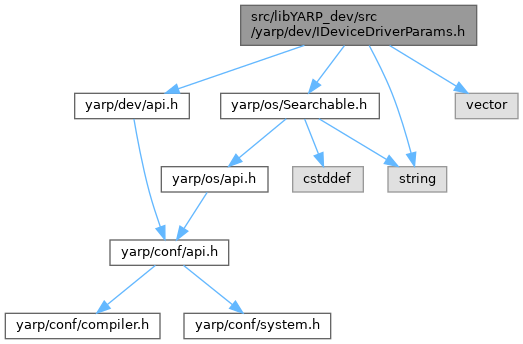 src/libYARP_dev/src
/yarp/dev/IDeviceDriverParams.h
yarp/dev/api.h
yarp/os/Searchable.h
vector
yarp/os/api.h
cstddef
string
yarp/conf/api.h
yarp/conf/compiler.h
yarp/conf/system.h